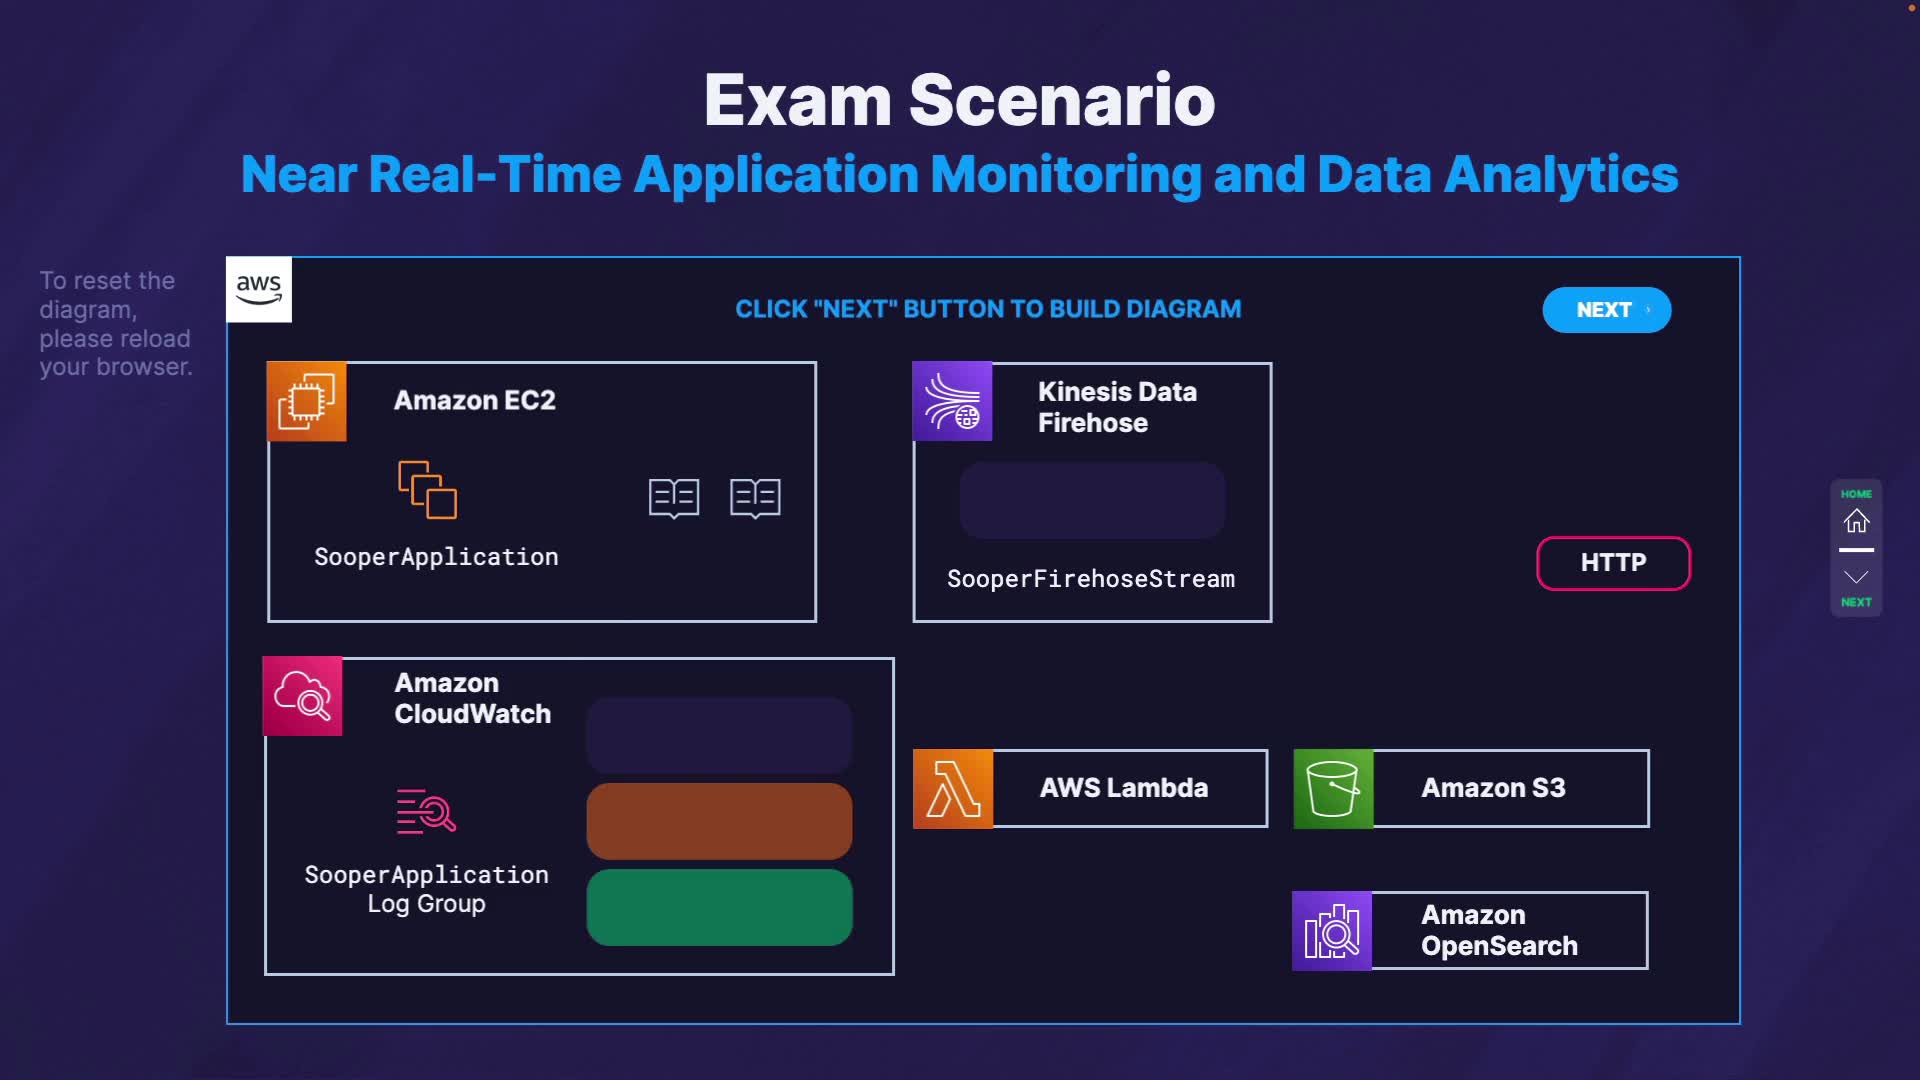 Exam Scenario
Near Real-Time Application Monitoring and Data Analytics
To reset the
diagram,
please reload
your browser.
aws
CLICK "NEXT" BUTTON TO BUILD DIAGRAM
NEXT
Amazon EC2
SooperApplication
Kinesis Data
Firehose
SooperFirehoseStream
HTTP
HOME
NEXT
Amazon
CloudWatch
SooperApplication
Log Group
AWS Lambda
Amazon S3
Amazon
OpenSearch